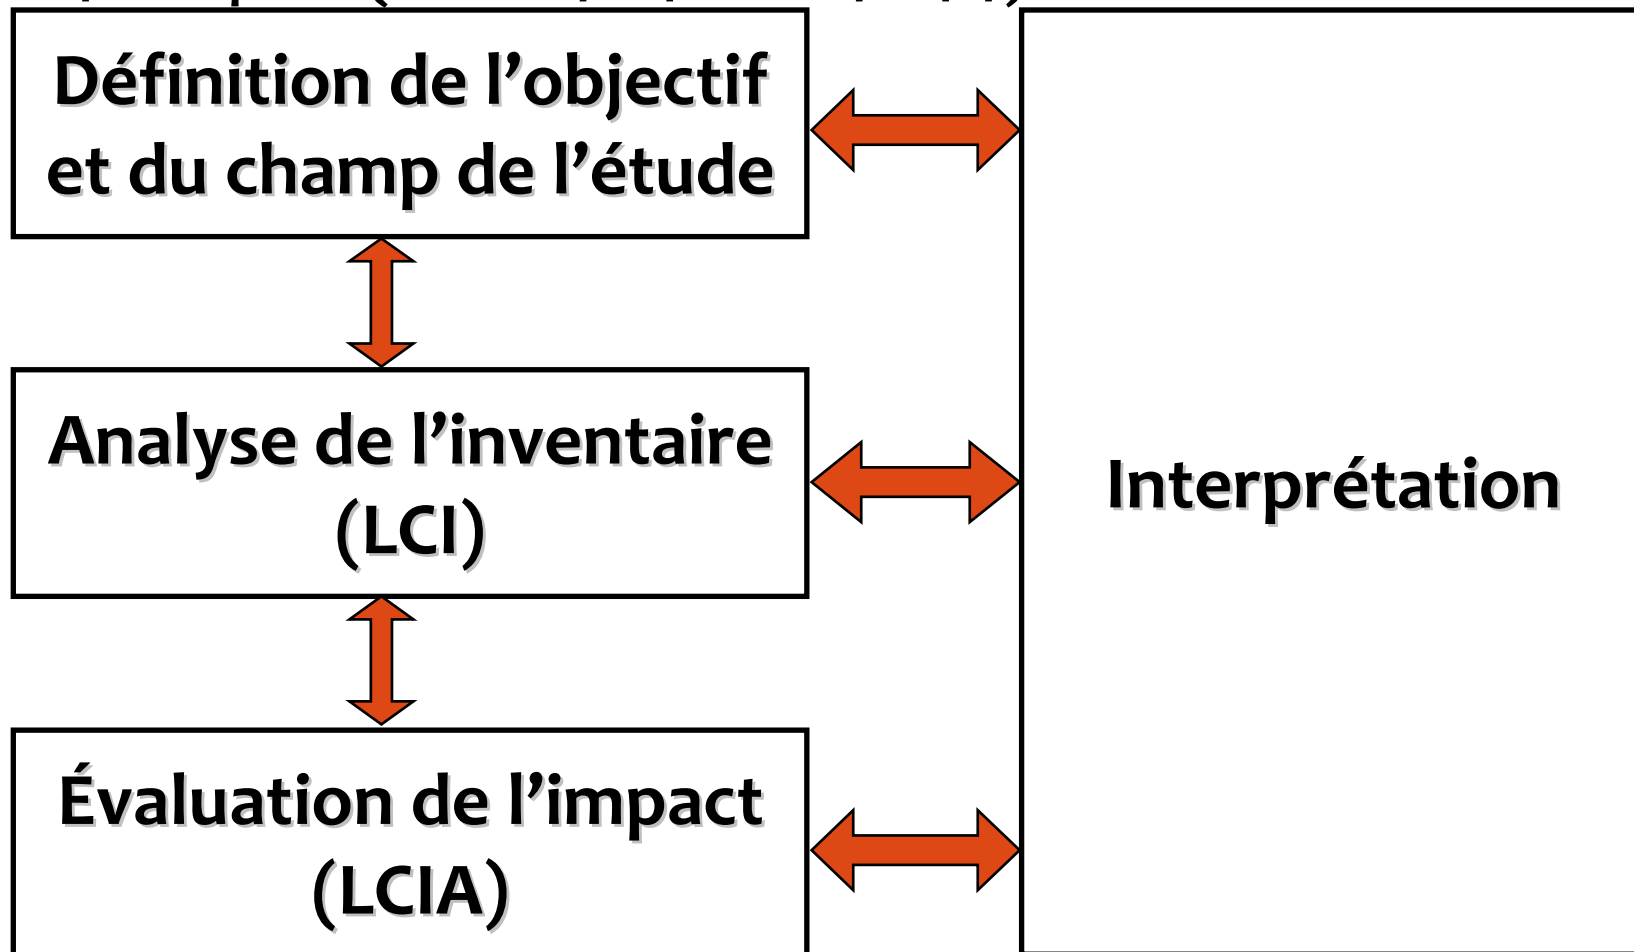 Définition de l’objectif
et du champ de l’étude
Analyse de l’inventaire
(LCI)
Interprétation
Évaluation de l’impact
(LCIA)